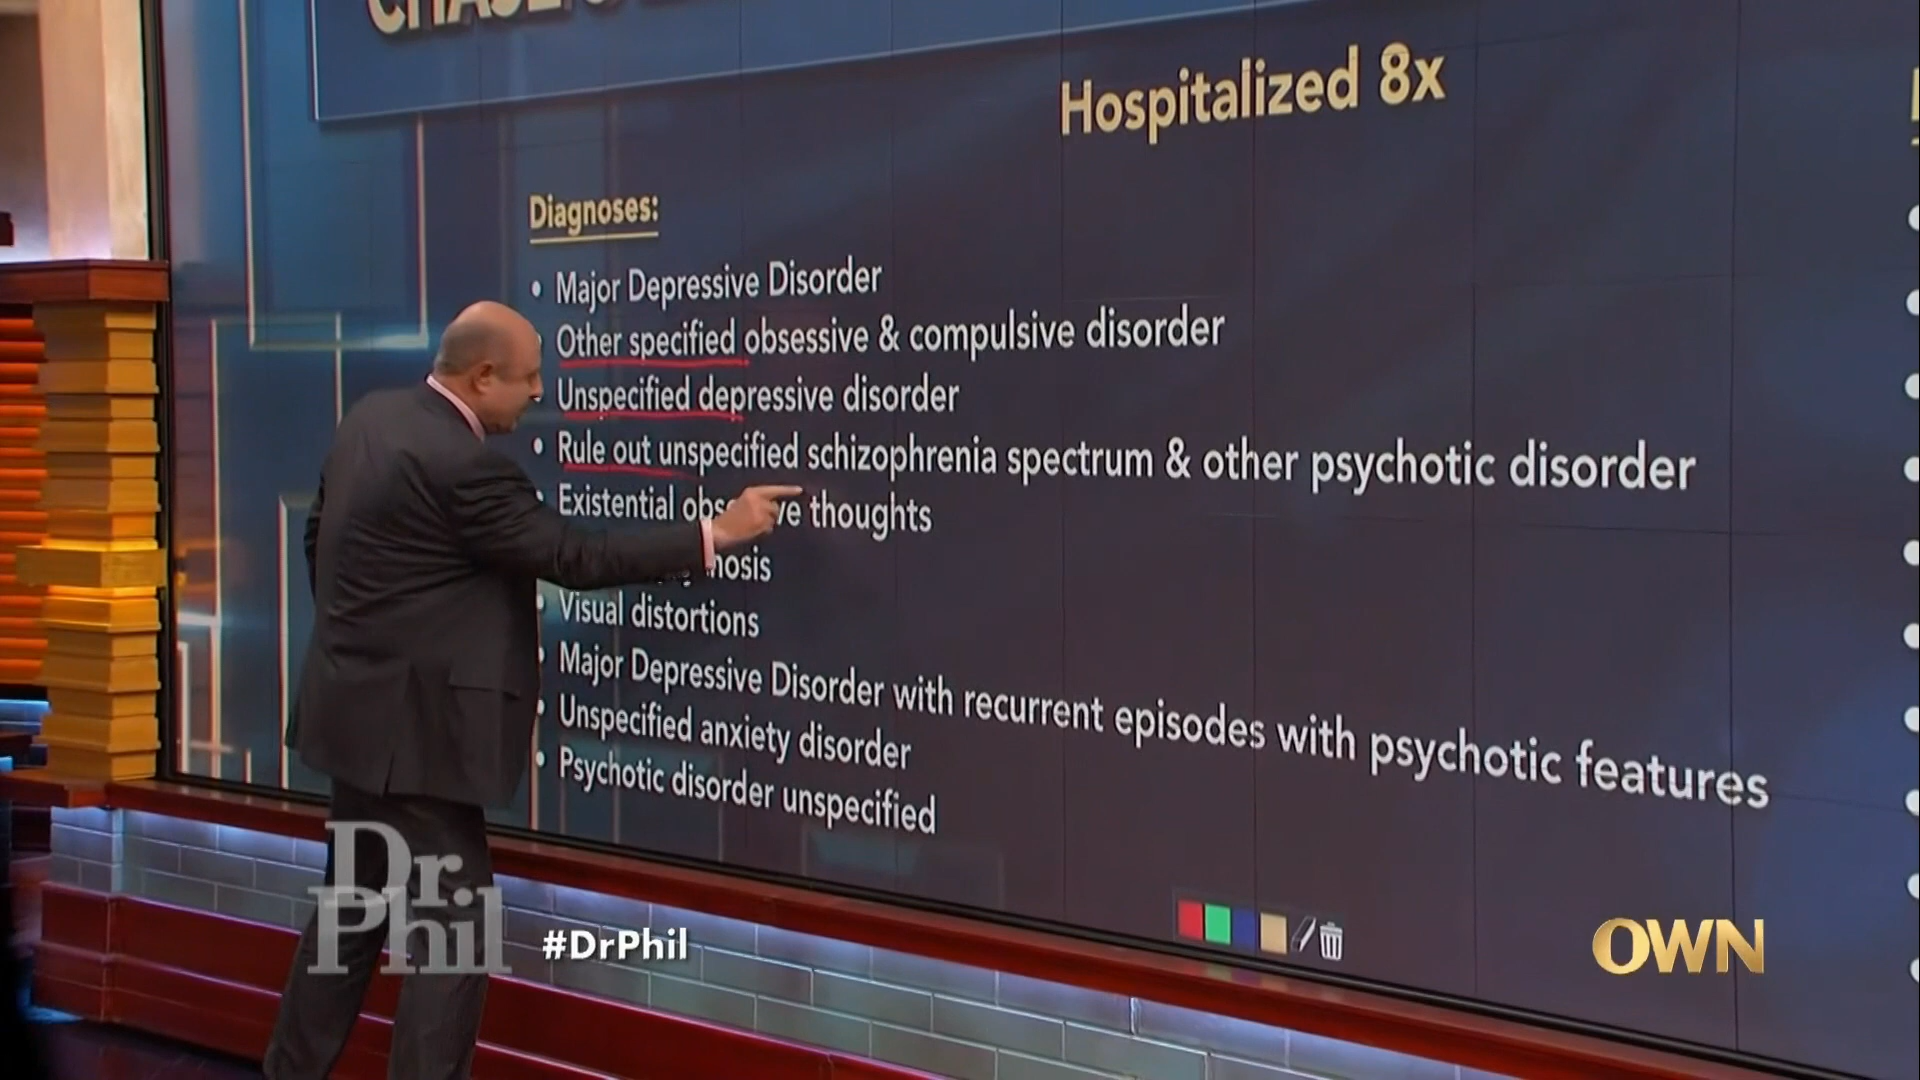 Hospitalized 8x
Diagnoses:
• Major Depressive Disorder
• Other specified obsessive & compulsive disorder
• Unspecified depressive disorder
• Rule out unspecified schizophrenia spectrum & other psychotic disorder
• Existential thoughts
• Visual distortions
• Major Depressive Disorder with recurrent episodes with psychotic features
• Unspecified anxiety disorder
• Psychotic disorder unspecified
Dr. Phil
#DrPhil
OWN